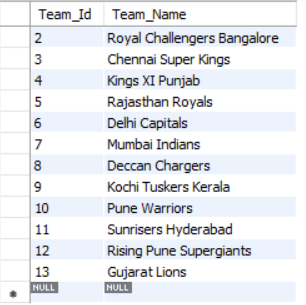 Team_Id Team_Name
2 Royal Challengers Bangalore
3 Chennai Super Kings
4 Kings XI Punjab
5 Rajasthan Royals
6 Delhi Capitals
7 Mumbai Indians
8 Deccan Chargers
9 Kochi Tuskers Kerala
10 Pune Warriors
11 Sunrisers Hyderabad
12 Rising Pune Supergiants
13 Gujarat Lions
NULL NULL